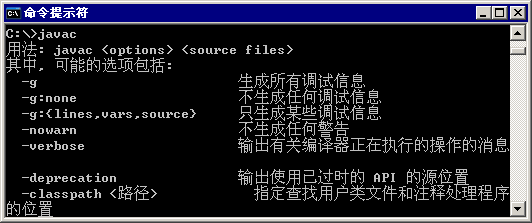 命令提示符
C:\>javac
用法: javac <options> <source files>
其中，可能的选项包括:
-g 生成所有调试信息
-g:none 不生成任何调试信息
-g:{lines,vars,source} 只生成某些调试信息
-nowarn 不生成任何警告
-verbose 输出有关编译器正在执行的操作的消息
-deprecation 输出使用已过时的 API 的源位置
-classpath <路径> 指定查找用户类文件和注释处理程序
的位置